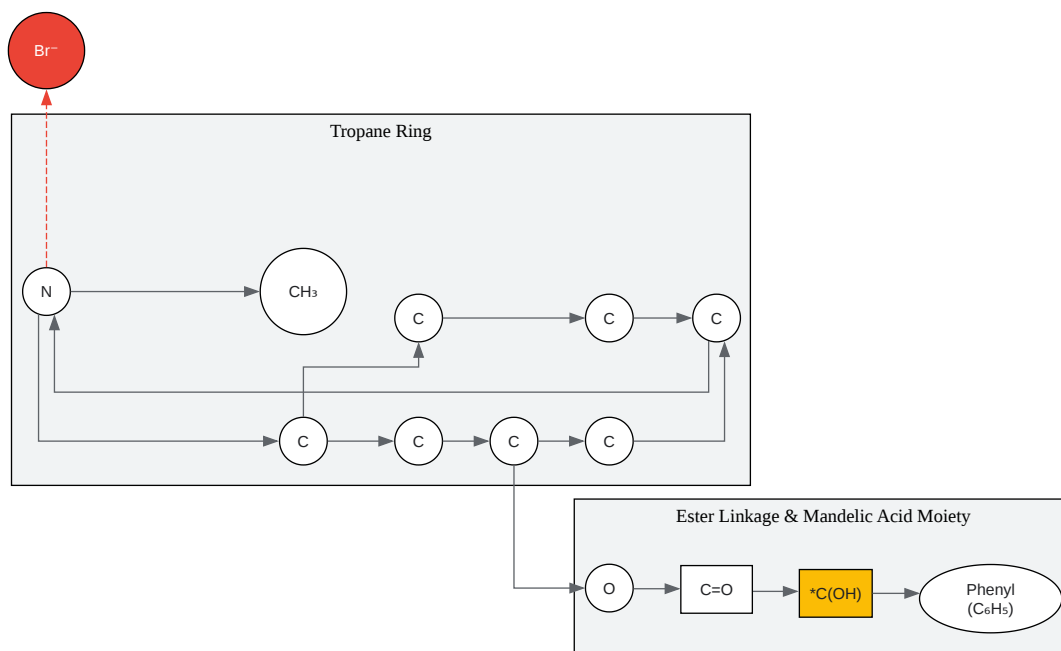 Br⁻
Tropane Ring
N
CH₃
C
C
C
C
C
C
C
Ester Linkage & Mandelic Acid Moiety
O
C=O
*C(OH)
Phenyl
(C₆H₅)